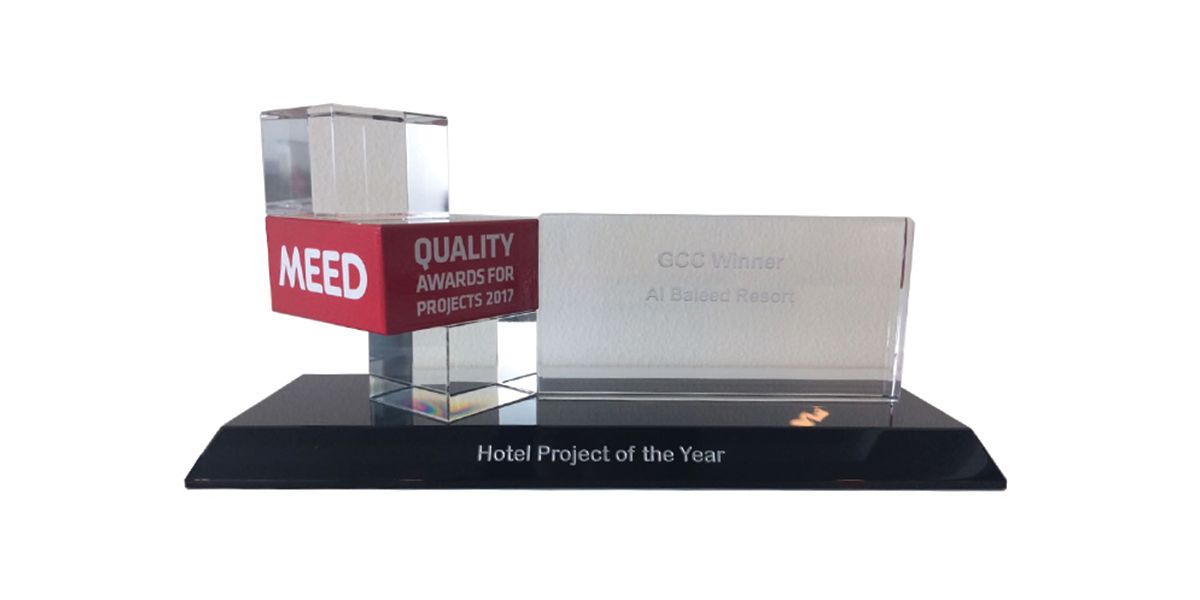 MEED
QUALITY
AWARDS FOR
PROJECTS 2017
GCC Winner
Al Baleed Resort
Hotel Project of the Year